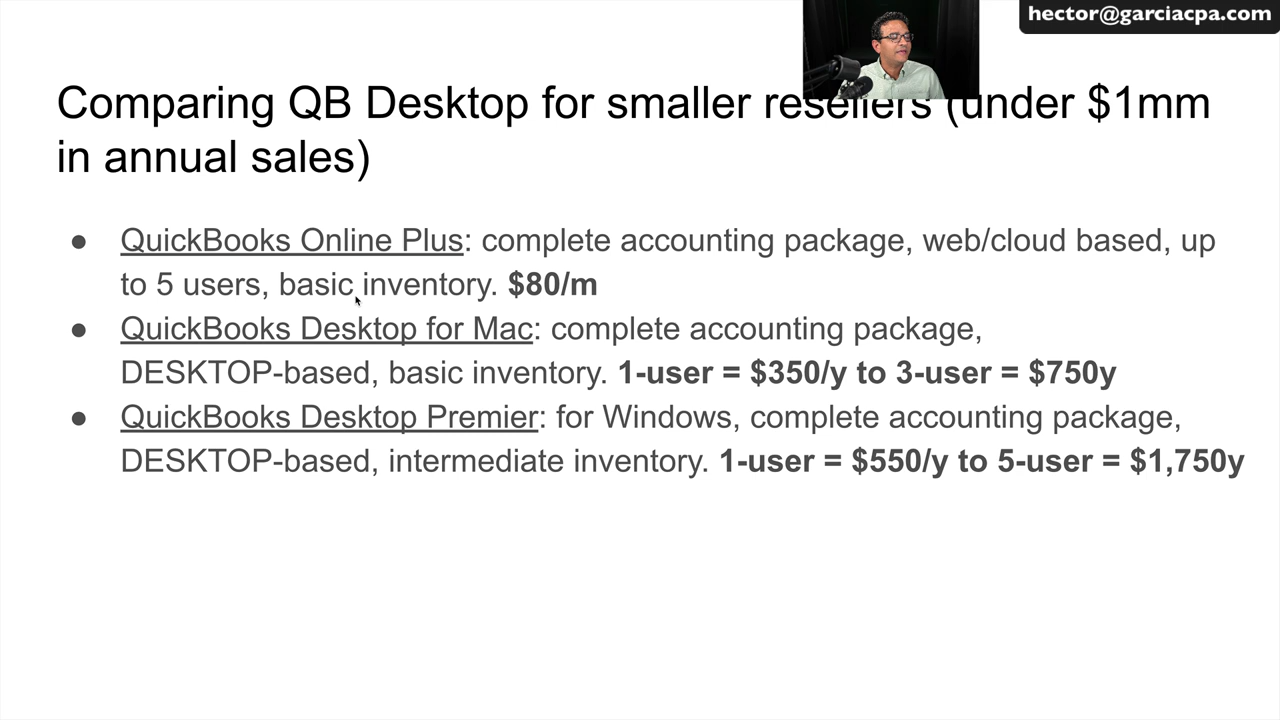 hector@garciacpa.com
Comparing QB Desktop for smaller resellers (under $1mm
in annual sales)
● QuickBooks Online Plus: complete accounting package, web/cloud based, up
to 5 users, basic inventory. $80/m
● QuickBooks Desktop for Mac: complete accounting package,
DESKTOP-based, basic inventory. 1-user = $350/y to 3-user = $750y
● QuickBooks Desktop Premier: for Windows, complete accounting package,
DESKTOP-based, intermediate inventory. 1-user = $550/y to 5-user = $1,750y